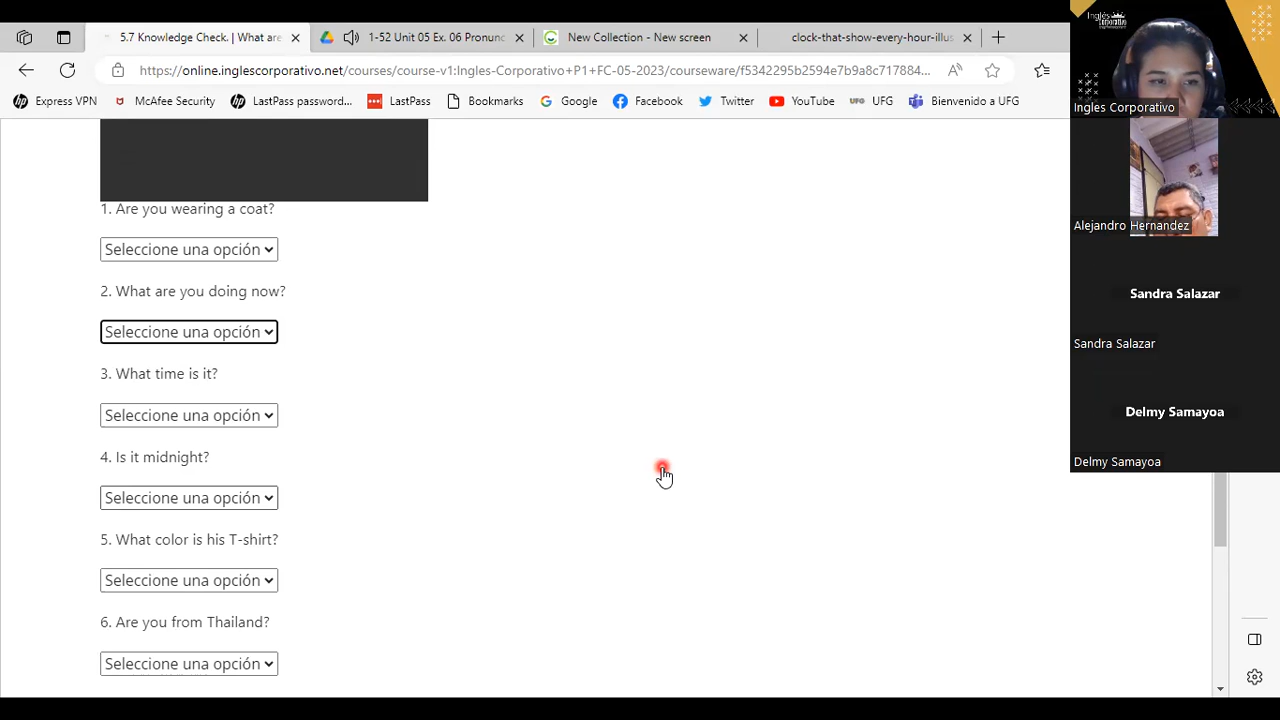 5.7 Knowledge Check. | What are
1-52 Unit 05 Ex. 06 Pronunc
New Collection - New screen
clock-that-show-every-hour-illus
https://online.inglescorporativo.net/courses/course-v1:Ingles-Corporativo+P1+FC-05-2023/courseware/f5342295b2594e7b9a8c717884...
Express VPN
McAfee Security
LastPass password...
LastPass
Bookmarks
Google
Facebook
Twitter
YouTube
UFG
Bienvenido a UFG
1. Are you wearing a coat?
Seleccione una opción
2. What are you doing now?
Seleccione una opción
3. What time is it?
Seleccione una opción
4. Is it midnight?
Seleccione una opción
5. What color is his T-shirt?
Seleccione una opción
6. Are you from Thailand?
Seleccione una opción
Inglés
Corporativo
Ingles Corporativo
Alejandro Hernandez
Sandra Salazar
Sandra Salazar
Delmy Samayoa
Delmy Samayoa